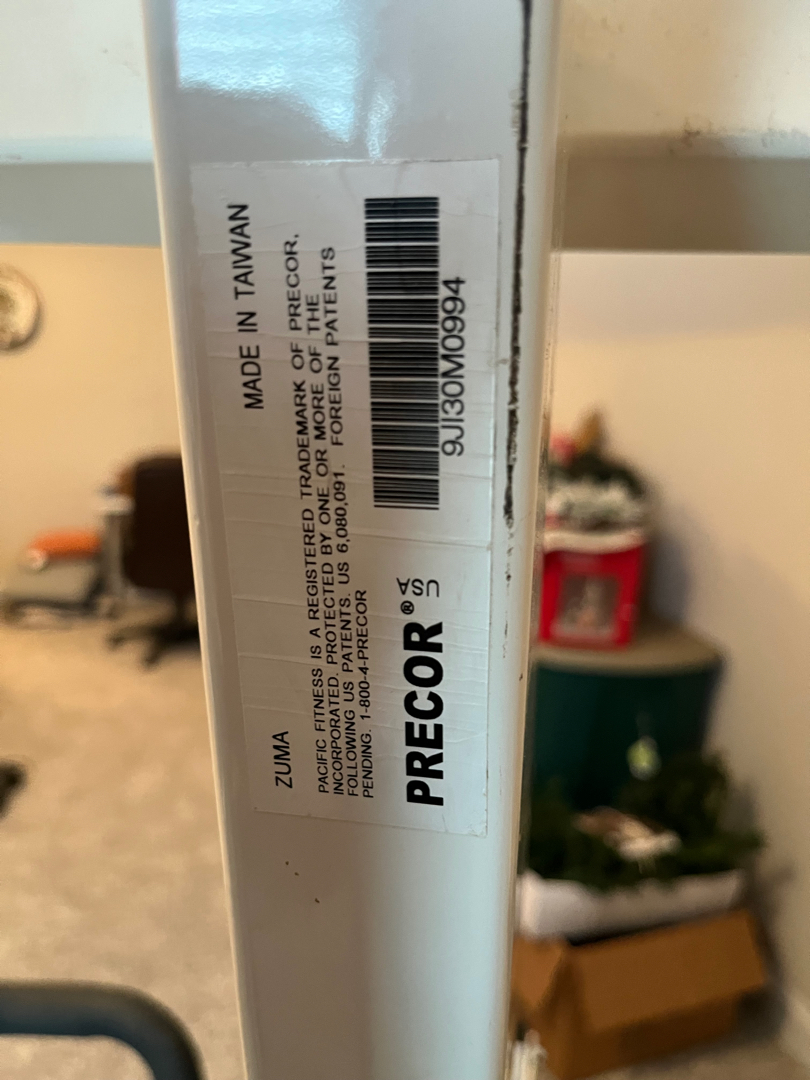 ZUMA MADE IN TAIWAN
PACIFIC FITNESS IS A REGISTERED TRADEMARK OF PRECOR,
INCORPORATED. PROTECTED BY ONE OR MORE OF THE
FOLLOWING US PATENTS. US 6,080,091. FOREIGN PATENTS
PENDING. 1-800-4-PRECOR
PRECOR® USA
9JI30M0994